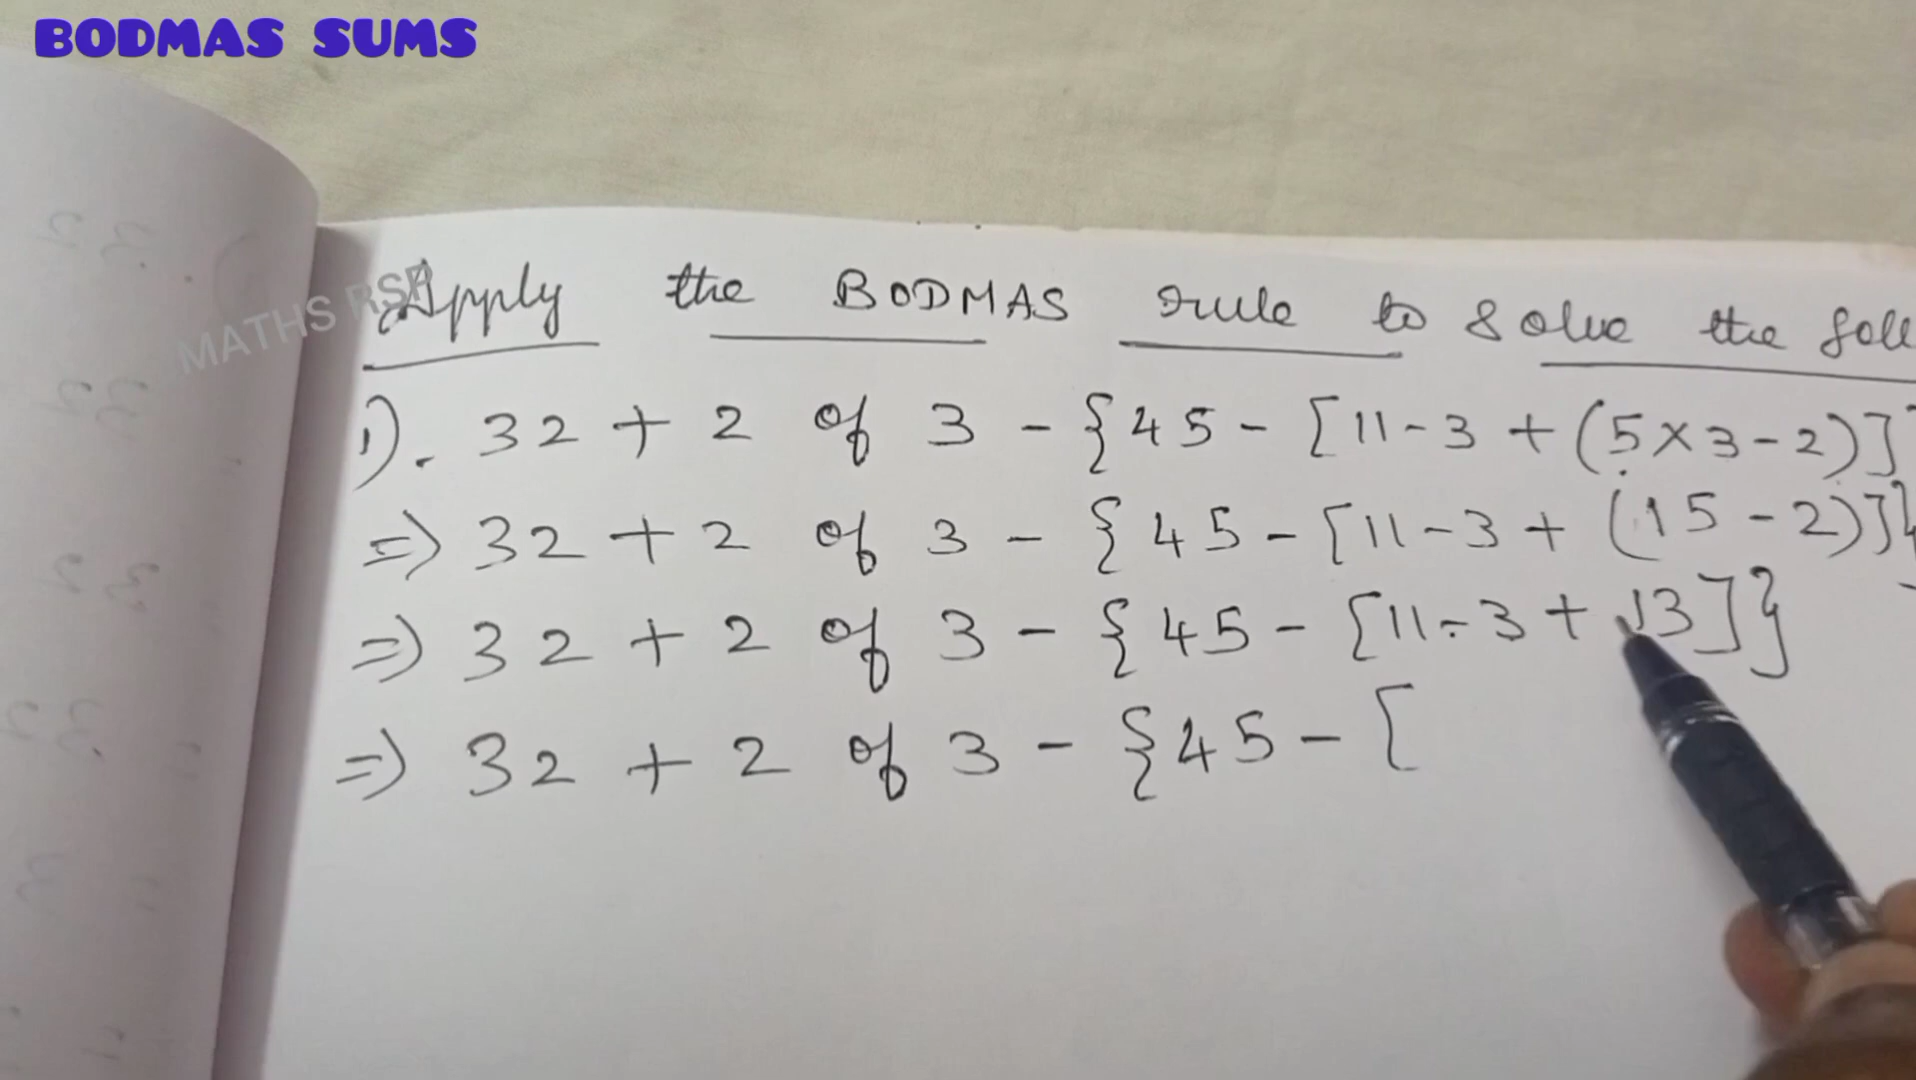 BODMAS SUMS
MATHS RSP
Apply the BODMAS rule to solve the foll
1). 32 + 2 of 3 - {45 - [11-3 + (5×3-2)]}
=) 32 + 2 of 3 - {45 - [11-3 + (15-2)]}
=) 32 + 2 of 3 - {45 - [11-3 + 13]}
=) 32 + 2 of 3 - {45 - [